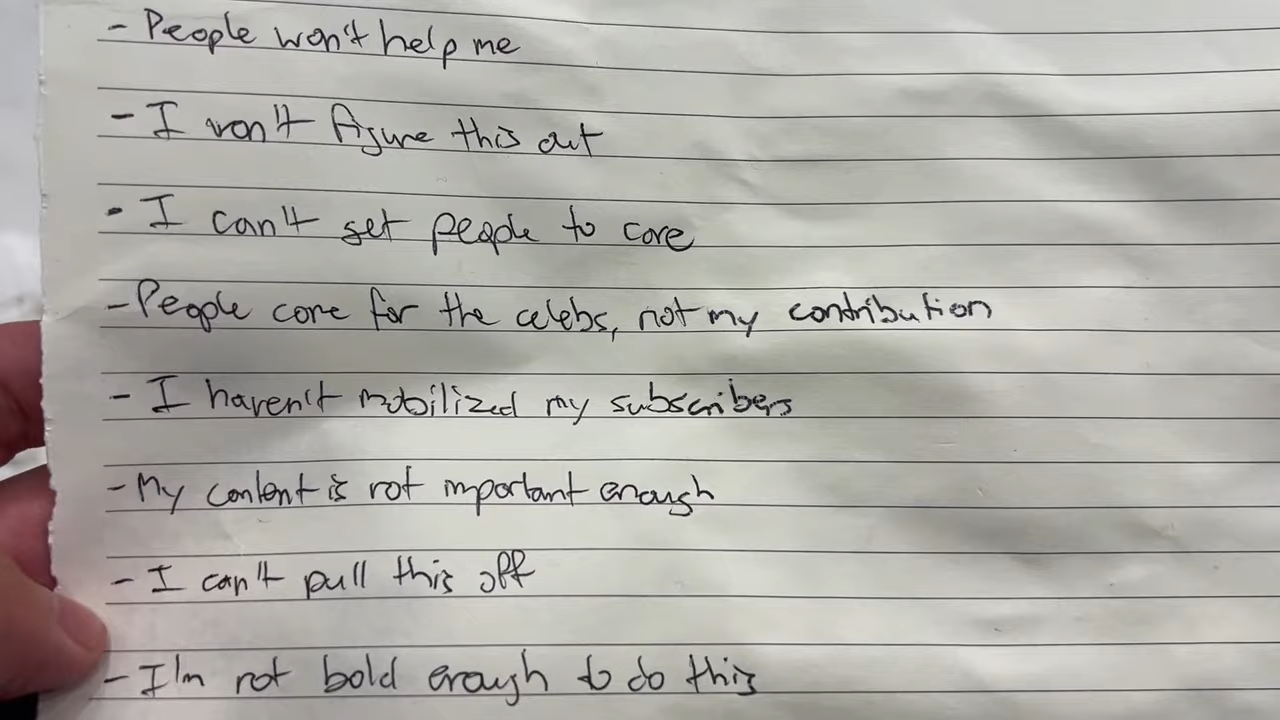 - People won't help me
- I won't figure this out
- I can't get people to care
- People care for the celebs, not my contribution
- I haven't mobilized my subscribers
- My content is not important enough
- I can't pull this off
- I'm not bold enough to do this